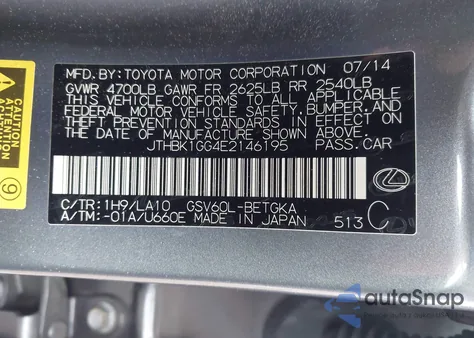 MFD. BY: TOYOTA MOTOR CORPORATION 07/14
GVWR 4700LB GAWR FR 2625LB RR 2540LB
THIS VEHICLE CONFORMS TO ALL APPLICABLE
FEDERAL MOTOR VEHICLE SAFETY, BUMPER, AND
THEFT PREVENTION STANDARDS IN EFFECT ON
THE DATE OF MANUFACTURE SHOWN ABOVE.
JTHBK1GG4E2146195 PASS.CAR
C/TR: 1H9/LA10 GSV60L-BETGKA
A/TM: -01A/U660E MADE IN JAPAN 513 C
9
autoSnap